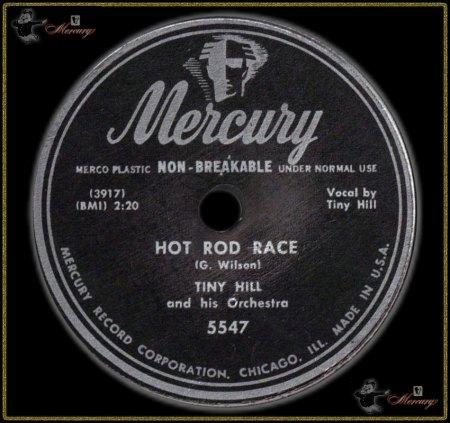 Mercury
Mercury
MERCO PLASTIC NON-BREAKABLE UNDER NORMAL USE
(3917)
(BMI) 2:20
Vocal by
Tiny Hill
HOT ROD RACE
(G. Wilson)
TINY HILL
and his Orchestra
5547
MERCURY RECORD CORPORATION, CHICAGO, ILL. MADE IN U.S.A.
Mercury